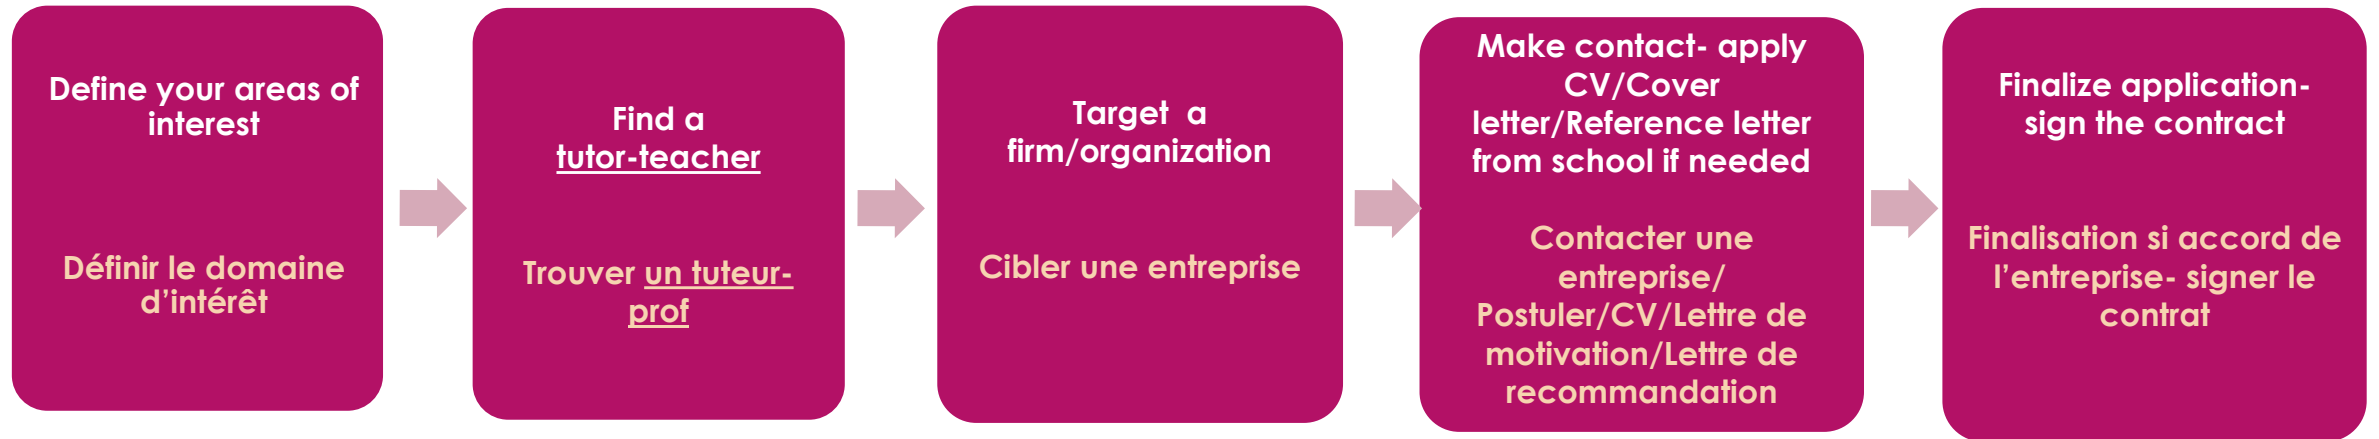 Define your areas of
interest
Définir le domaine
d'intérêt
Find a
tutor-teacher
Trouver un tuteur-
prof
Target a
firm/organization
Cibler une entreprise
Make contact- apply
CV/Cover
letter/Reference letter
from school if needed
Contacter une
entreprise/
Postuler/CV/Lettre de
motivation/Lettre de
recommandation
Finalize application-
sign the contract
Finalisation si accord de
l'entreprise- signer le
contrat